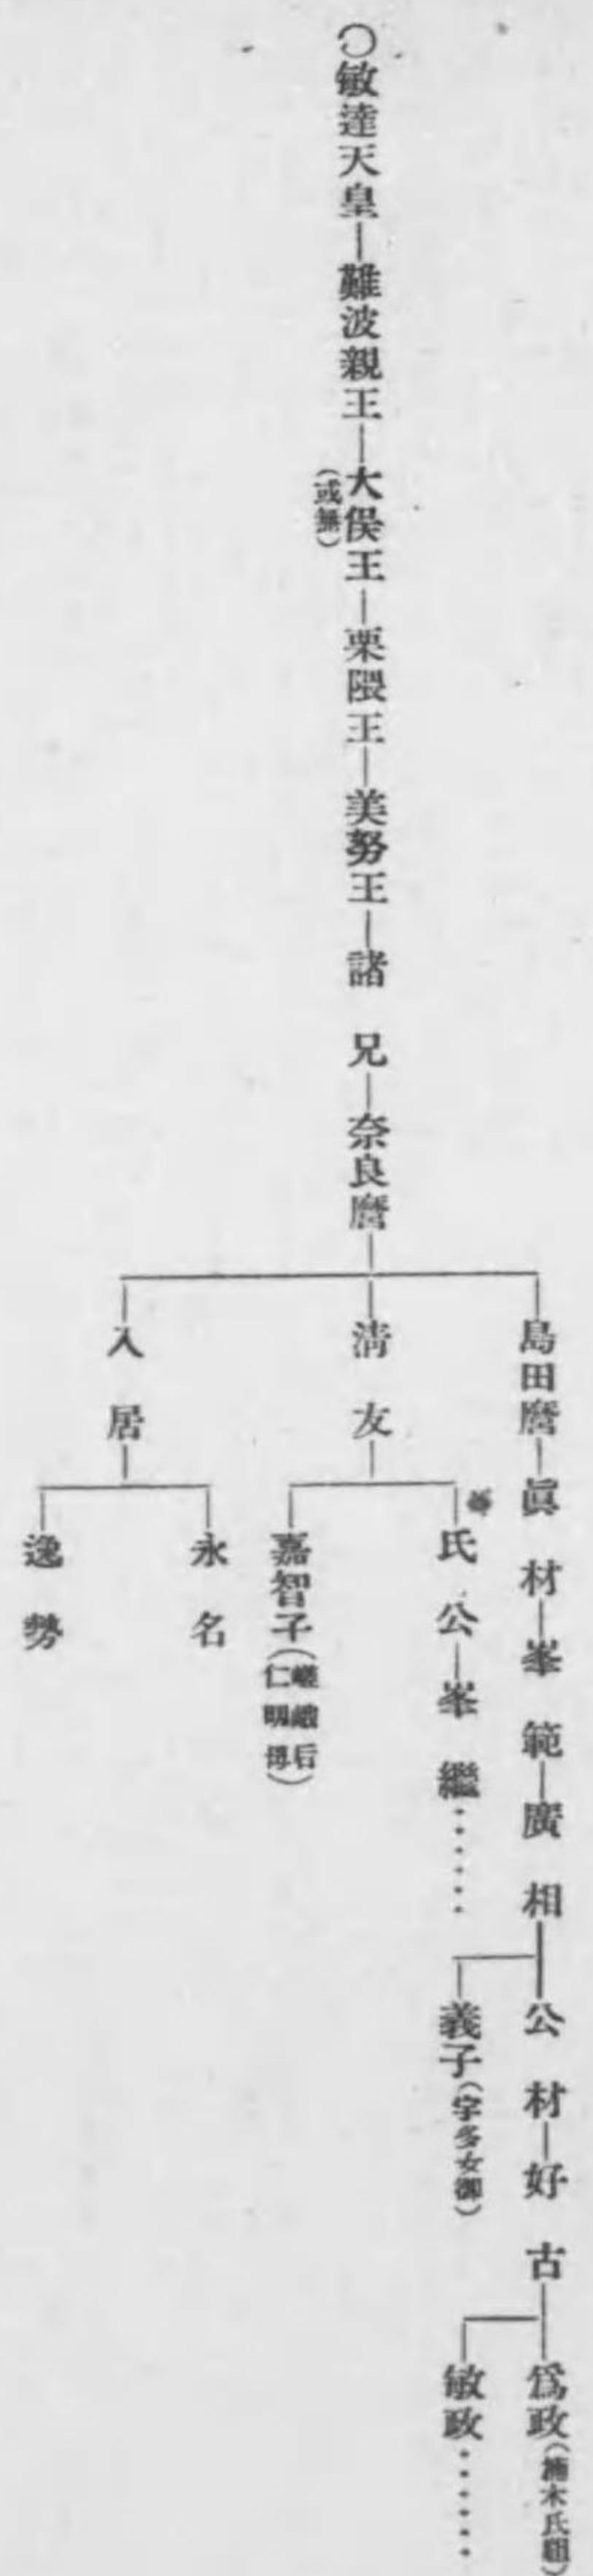 〇敏達天皇―難波親王―大俣王―栗隈王―美努王―諸兄―奈良麿
(或無)
島田麿―眞材―峯範―廣相―公材―好古―爲政(楠木氏祖)
敏政……
義子(宇多女御)
清友
氏公―峯繼……
嘉智子(嵯峨后
仁明母)
入居
永名
逸勢